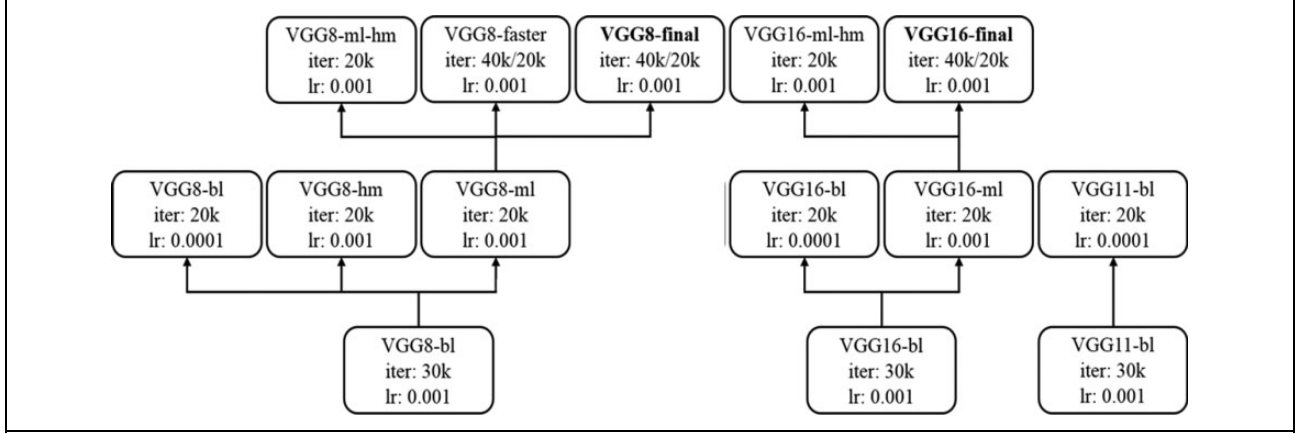 VGG8-ml-hm
iter: 20k
lr: 0.001
VGG8-faster
iter: 40k/20k
lr: 0.001
VGG8-final
iter: 40k/20k
lr: 0.001
VGG16-ml-hm
iter: 20k
lr: 0.001
VGG16-final
iter: 40k/20k
lr: 0.001
VGG8-bl
iter: 20k
lr: 0.0001
VGG8-hm
iter: 20k
lr: 0.001
VGG8-ml
iter: 20k
lr: 0.001
VGG16-bl
iter: 20k
lr: 0.0001
VGG16-ml
iter: 20k
lr: 0.001
VGG11-bl
iter: 20k
lr: 0.0001
VGG8-bl
iter: 30k
lr: 0.001
VGG16-bl
iter: 30k
lr: 0.001
VGG11-bl
iter: 30k
lr: 0.001